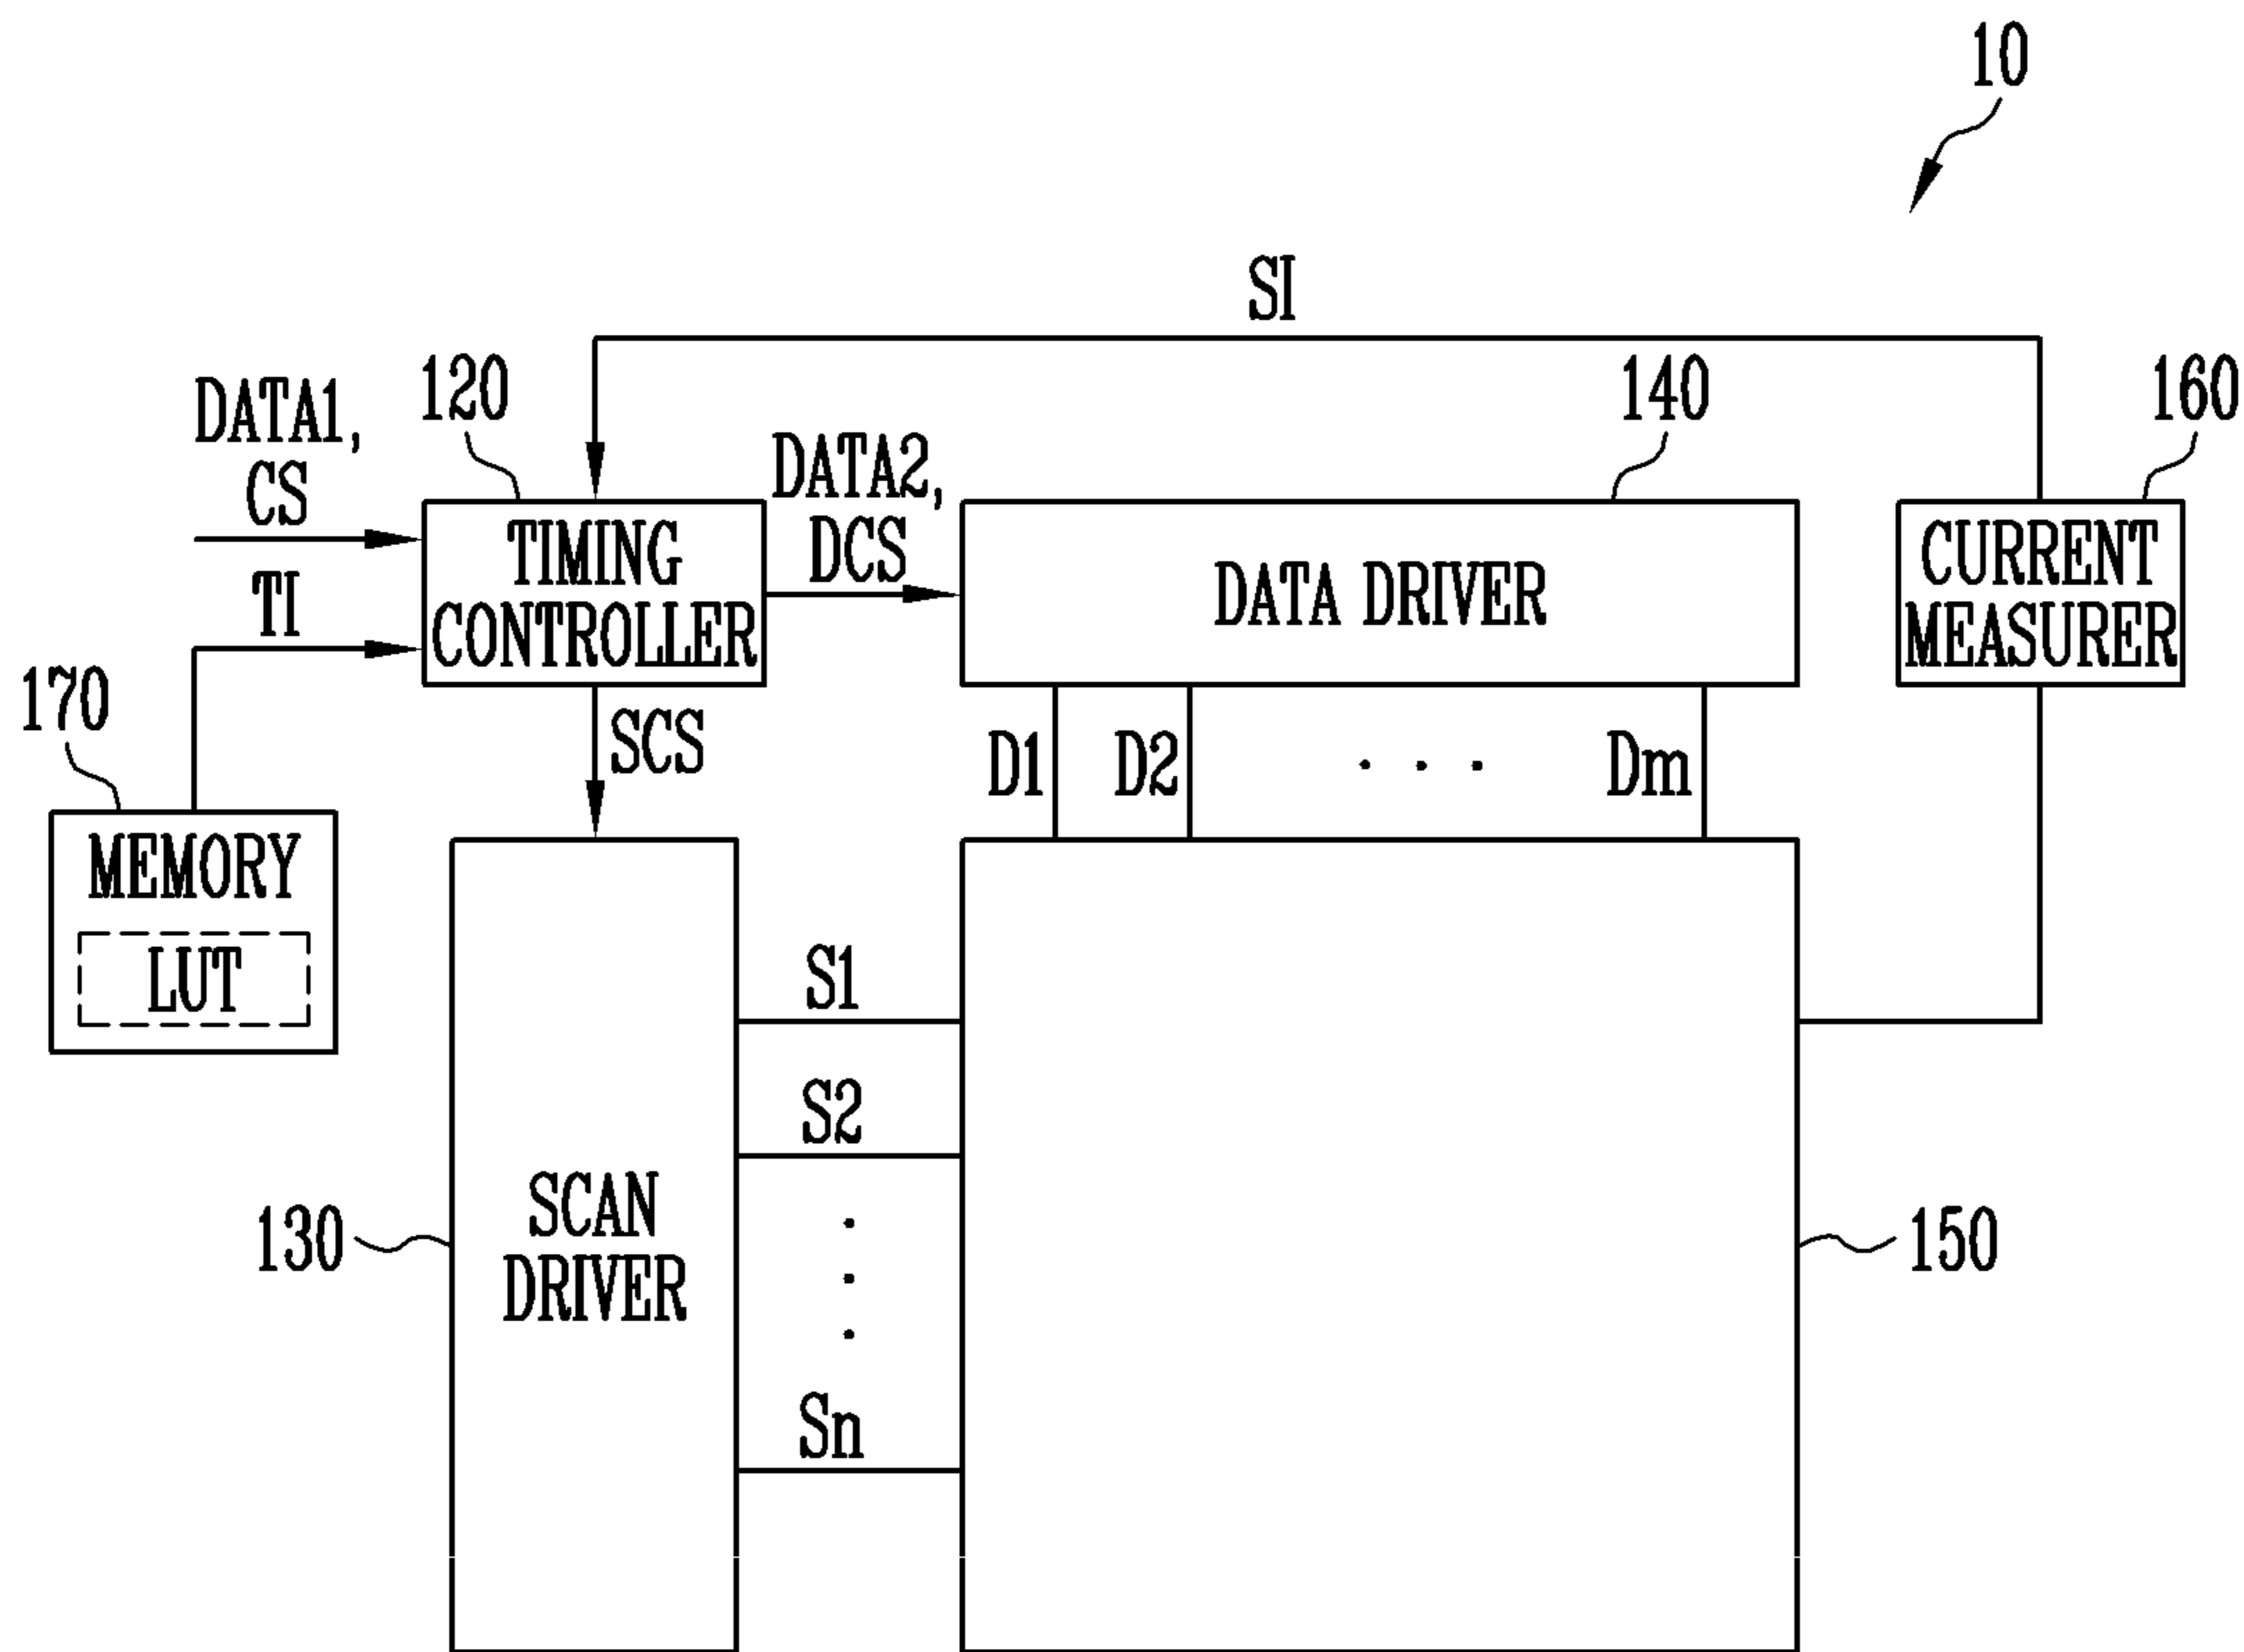 10
SI
120
140
160
DATA1,
CS
DATA2,
DCS
TIMING
CONTROLLER
DATA DRIVER
CURRENT
MEASURER
TI
170
SCS
D1
D2
. . .
Dm
MEMORY
LUT
S1
S2
.
.
.
Sn
SCAN
DRIVER
130
150